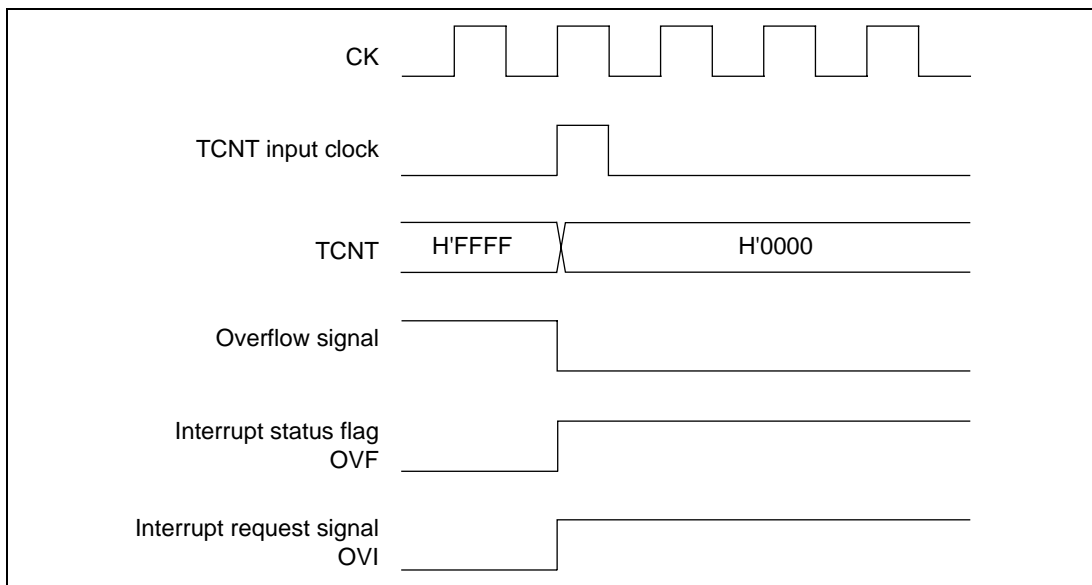 CK
TCNT input clock
TCNT
H'FFFF
H'0000
Overflow signal
Interrupt status flag
OVF
Interrupt request signal
OVI